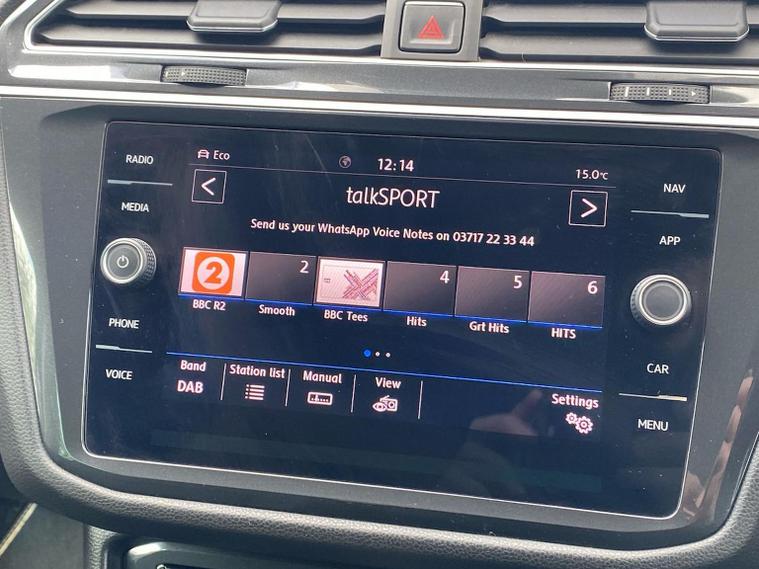 RADIO
MEDIA
PHONE
VOICE
Eco
12:14
15.0°C
<
talkSPORT
>
Send us your WhatsApp Voice Notes on 03717 22 33 44
2
2
4
5
6
BBC R2
Smooth
BBC Tees
Hits
Grt Hits
HITS
Band
DAB
Station list
Manual
View
Settings
NAV
APP
CAR
MENU